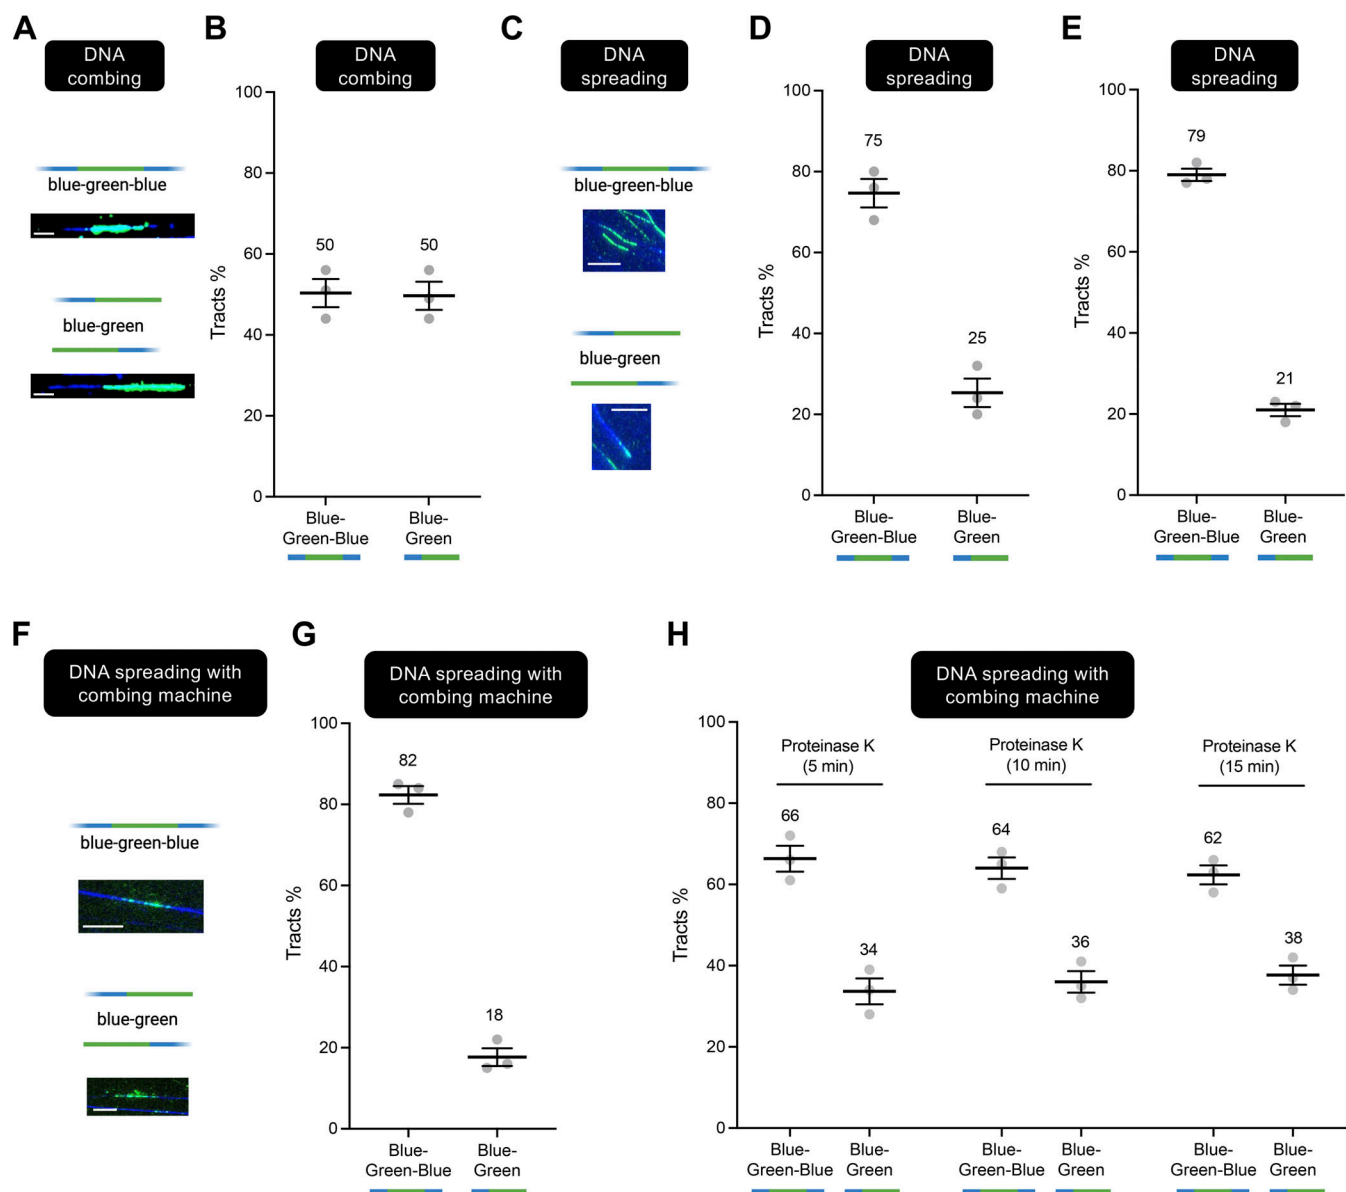 A
DNA
combing
blue-green-blue
blue-green
B
DNA
combing
Tracts %
100
80
60
40
20
0
50
50
Blue-
Green-Blue
Blue-
Green
C
DNA
spreading
blue-green-blue
blue-green
D
DNA
spreading
Tracts %
100
80
60
40
20
0
75
25
Blue-
Green-Blue
Blue-
Green
E
DNA
spreading
Tracts %
100
80
60
40
20
0
79
21
Blue-
Green-Blue
Blue-
Green
F
DNA spreading with
combing machine
blue-green-blue
blue-green
G
DNA spreading with
combing machine
Tracts %
100
80
60
40
20
0
82
18
Blue-
Green-Blue
Blue-
Green
H
DNA spreading with
combing machine
Tracts %
100
80
60
40
20
0
Proteinase K
(5 min)
66
34
Proteinase K
(10 min)
64
36
Proteinase K
(15 min)
62
38
Blue-
Green-Blue
Blue-
Green
Blue-
Green-Blue
Blue-
Green
Blue-
Green-Blue
Blue-
Green